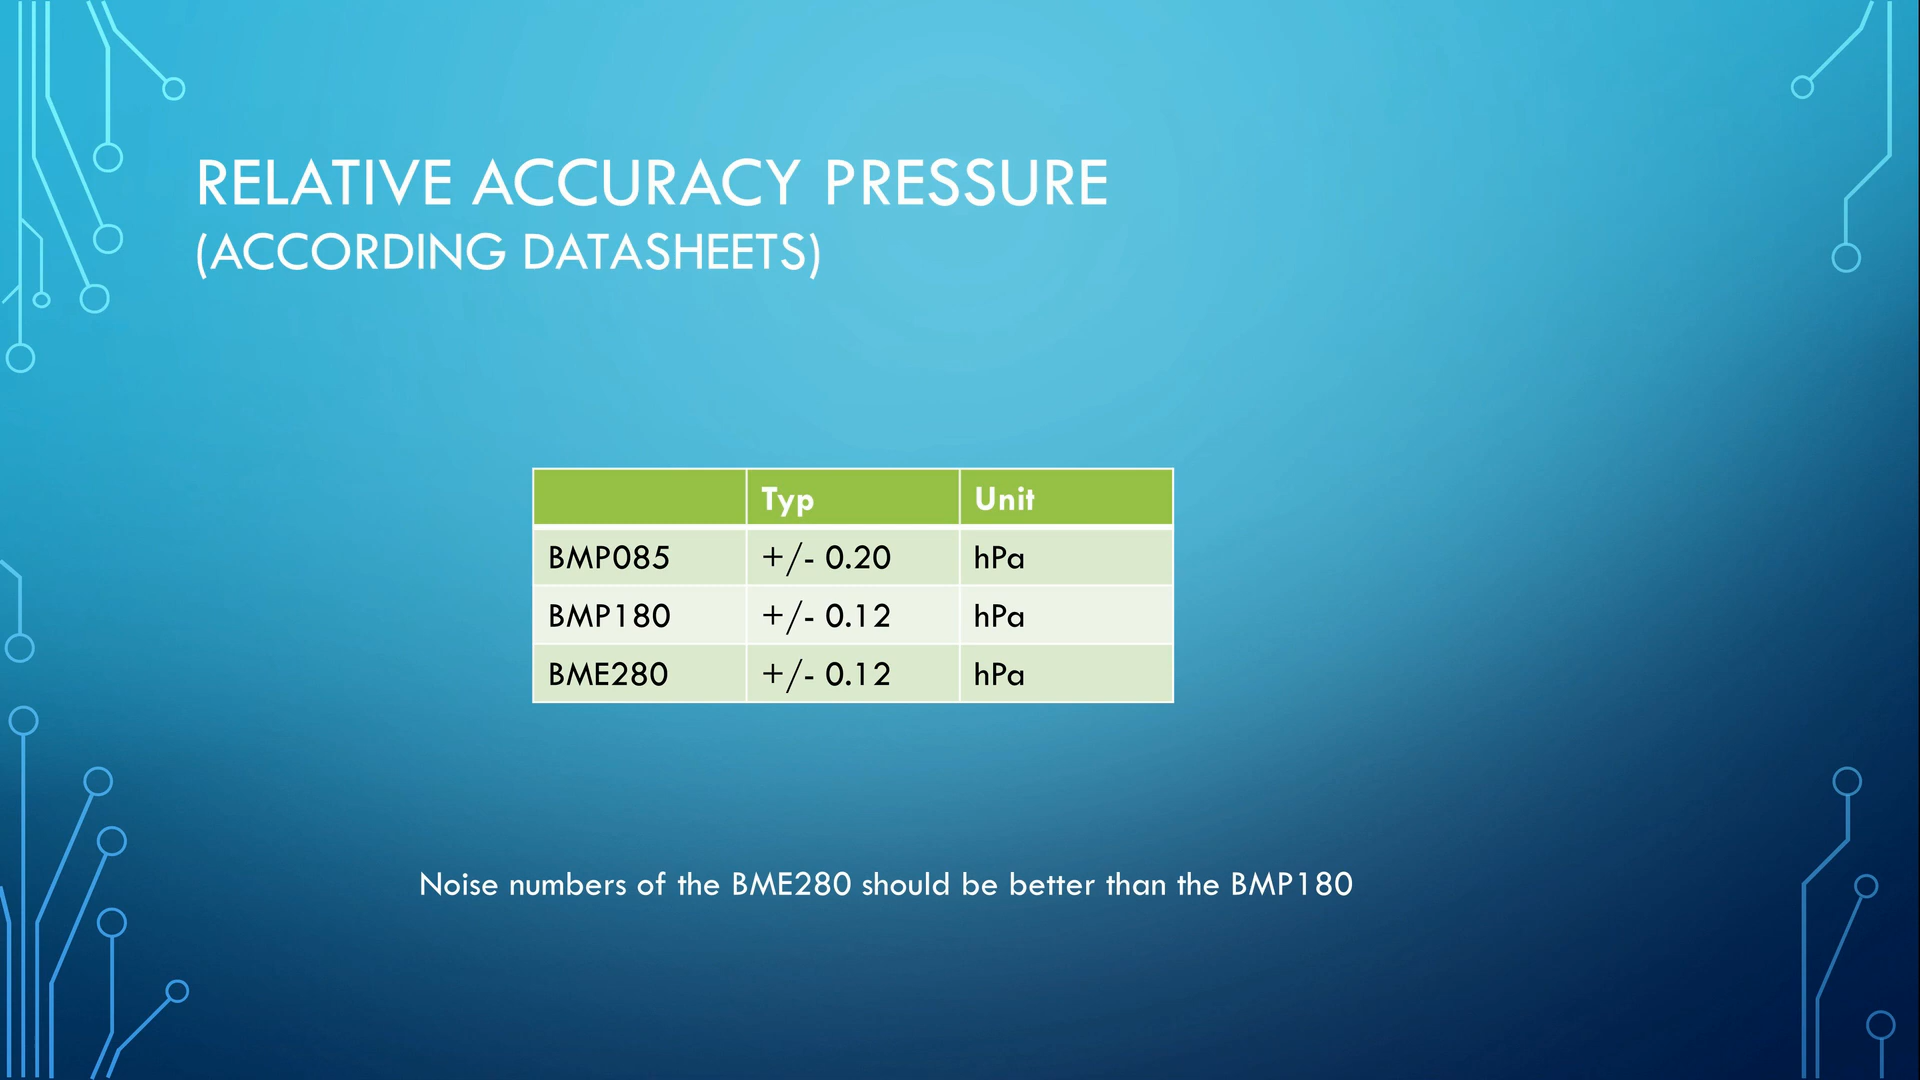 RELATIVE ACCURACY PRESSURE
(ACCORDING DATASHEETS)
Typ Unit
BMP085 +/- 0.20 hPa
BMP180 +/- 0.12 hPa
BME280 +/- 0.12 hPa
Noise numbers of the BME280 should be better than the BMP180